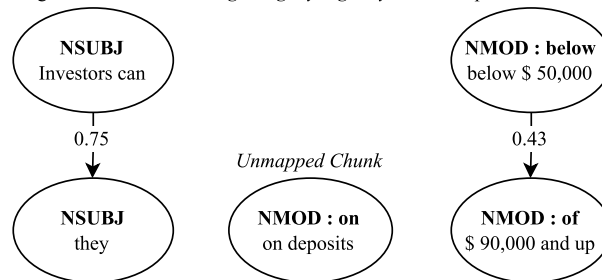 NSUBJ
Investors can
NMOD : below
below $ 50,000
0.75
0.43
Unmapped Chunk
NSUBJ
they
NMOD : on
on deposits
NMOD : of
$ 90,000 and up